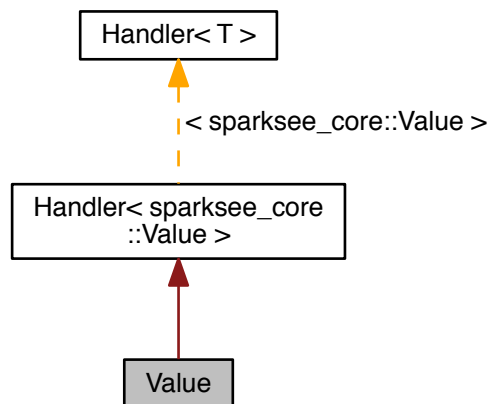 Handler< T >
< sparksee_core::Value >
Handler< sparksee_core
::Value >
Value